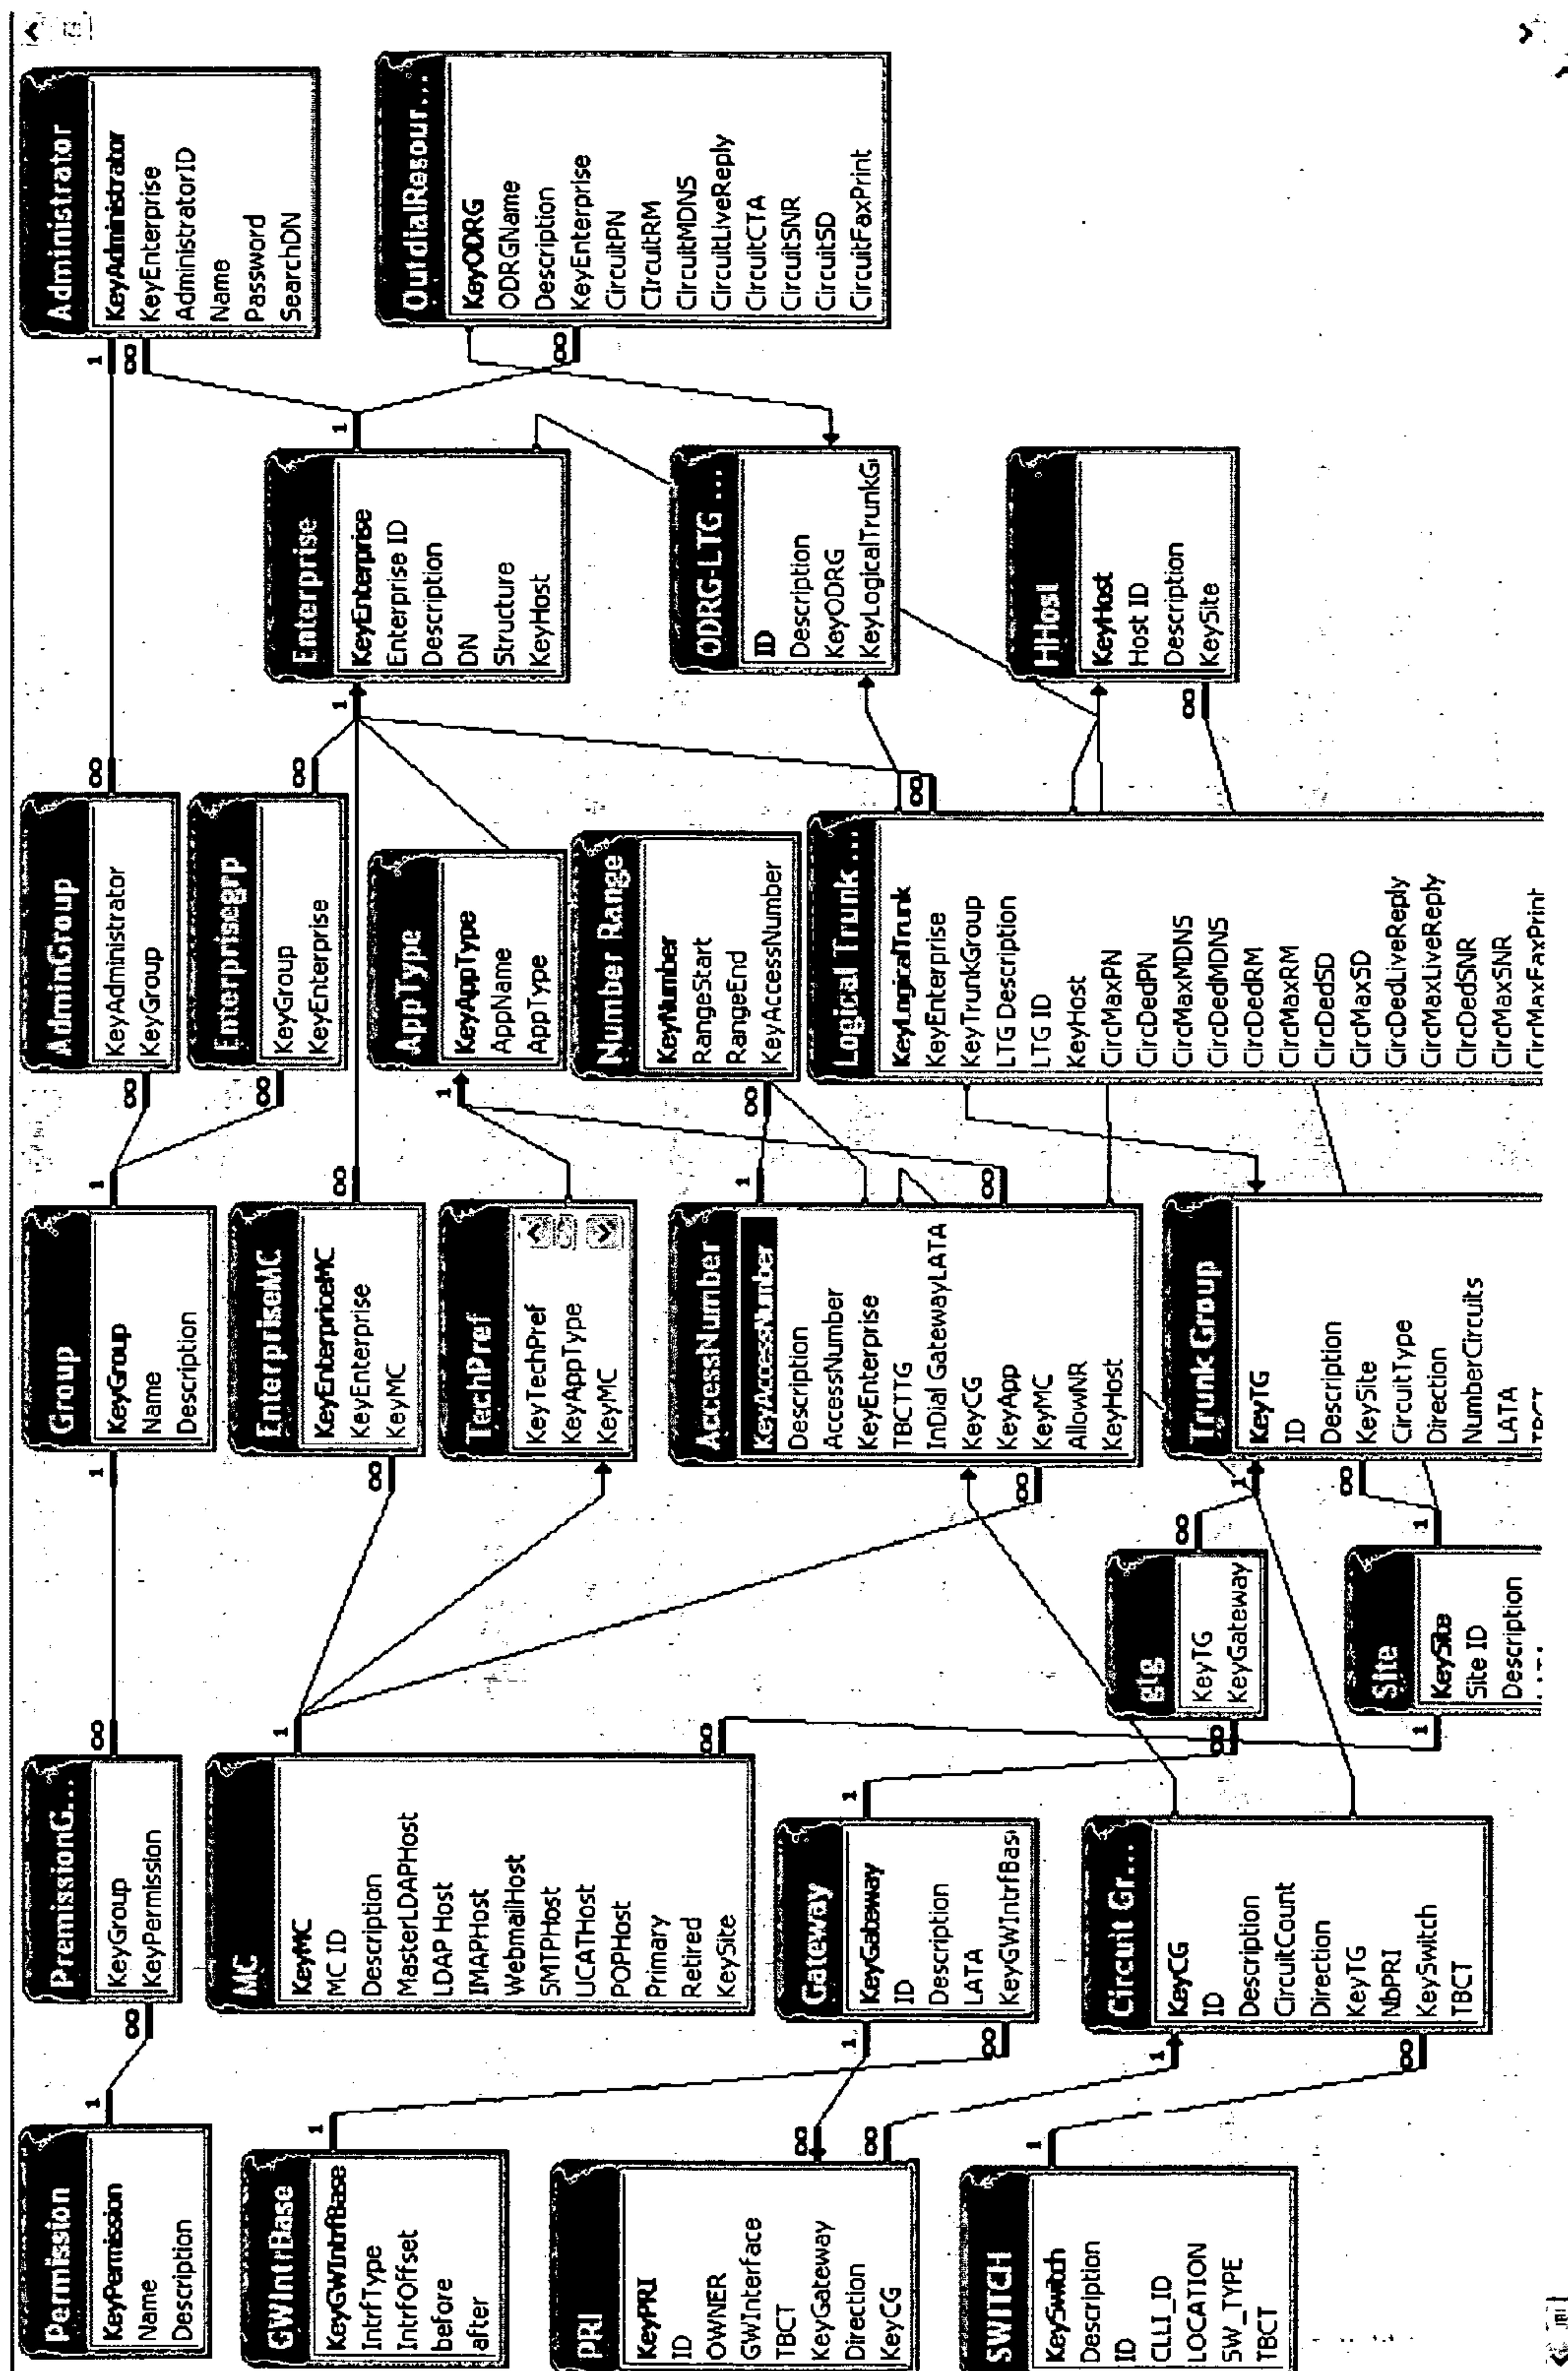 Permission
KeyPermission
Name
Description
GWIntrfBase
KeyGWIntrfBase
IntrfType
IntrfOffset
before
after
PRI
KeyPRI
ID
OWNER
GWInterface
TBCT
KeyGateway
Direction
KeyCG
SWITCH
KeySwitch
Description
ID
CLLI_ID
LOCATION
SW_TYPE
TBCT
PremissionG...
KeyGroup
KeyPermission
MC
KeyMC
MC ID
Description
MasterLDAPHost
LDAP Host
IMAPHost
WebmailHost
SMTPHost
UCATHost
POPHost
Primary
Retired
KeySite
Gateway
KeyGateway
ID
Description
LATA
KeyGWIntrfBas
Circuit Gr...
KeyCG
ID
Description
CircuitCount
Direction
KeyTG
NbPRI
KeySwitch
TBCT
gtg
KeyTG
KeyGateway
Site
KeySite
Site ID
Description
Group
KeyGroup
Name
Description
EnterpriseMC
KeyEnterpriceMC
KeyEnterprise
KeyMC
TechPref
KeyTechPref
KeyAppType
KeyMC
AccessNumber
KeyAccessNumber
Description
AccessNumber
KeyEnterprise
TBCTTG
InDial GatewayLATA
KeyCG
KeyApp
KeyMC
AllowNR
KeyHost
Trunk Group
KeyTG
ID
Description
KeySite
CircuitType
Direction
NumberCircuits
LATA
TBCT
AdminGroup
KeyAdministrator
KeyGroup
Enterprisegrp
KeyGroup
KeyEnterprise
AppType
KeyAppType
AppName
AppType
Number Range
KeyNumber
RangeStart
RangeEnd
KeyAccessNumber
Logical Trunk ...
KeyLogicalTrunk
KeyEnterprise
KeyTrunkGroup
LTG Description
LTG ID
KeyHost
CircMaxPN
CircDedPN
CircMaxMDNS
CircDedMDNS
CircDedRM
CircMaxRM
CircDedSD
CircMaxSD
CircDedLiveReply
CircMaxLiveReply
CircDedSNR
CircMaxSNR
CircMaxFaxPrint
Enterprise
KeyEnterprise
Enterprise ID
Description
DN
Structure
KeyHost
ODRG-LTG ...
ID
Description
KeyODRG
KeyLogicalTrunkG
HHost
KeyHost
Host ID
Description
KeySite
Administrator
KeyAdministrator
KeyEnterprise
AdministratorID
Name
Password
SearchDN
OutdialResour...
KeyODRG
ODRGName
Description
KeyEnterprise
CircuitPN
CIrcuitRM
CircuitMDNS
CircuitLiveReply
CircuitCTA
CircuitSNR
CircuitSD
CircuitFaxPrint